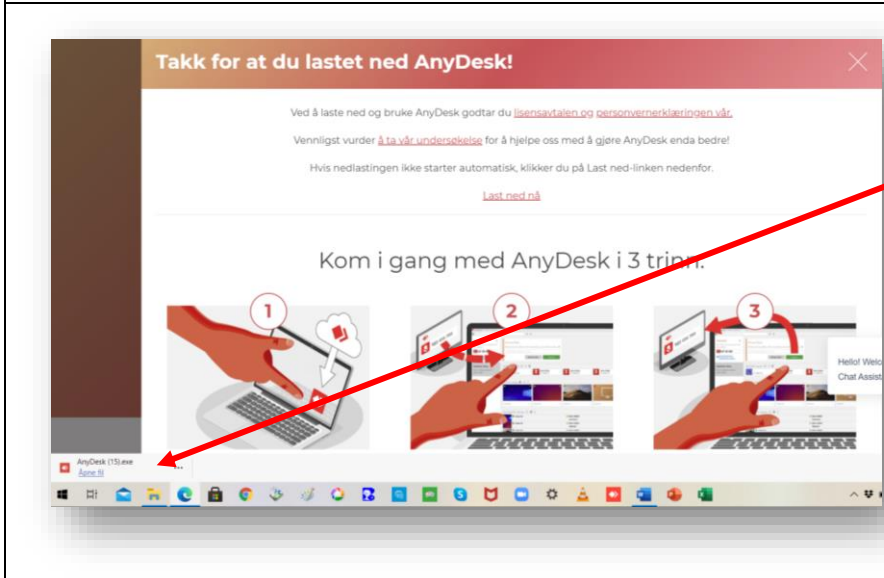 Takk for at du lastet ned AnyDesk!
Ved å laste ned og bruke AnyDesk godtar du lisensavtalen og personvernerklæringen vår.
Vennligst vurder å ta vår undersøkelse for å hjelpe oss med å gjøre AnyDesk enda bedre!
Hvis nedlastingen ikke starter automatisk, klikker du på Last ned-linken nedenfor.
Last ned nå
Kom i gang med AnyDesk i 3 trinn.
1
2
3
Hello! Welc
Chat Assist
AnyDesk (15).exe
Åpne fil